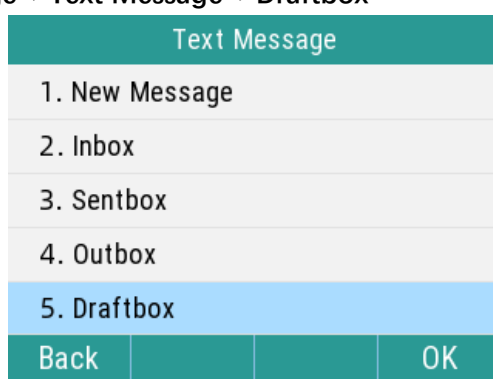 Text Message Draftbox
Text Message
1. New Message
2. Inbox
3. Sentbox
4. Outbox
5. Draftbox
Back OK